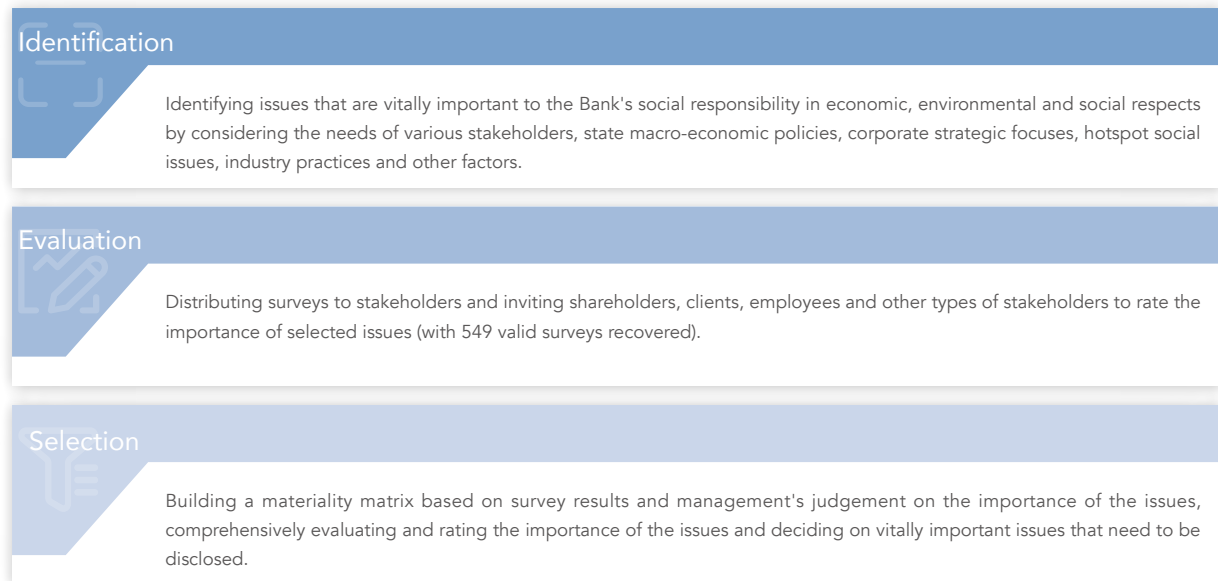 Identification
Identifying issues that are vitally important to the Bank's social responsibility in economic, environmental and social respects
by considering the needs of various stakeholders, state macro-economic policies, corporate strategic focuses, hotspot social
issues, industry practices and other factors.
Evaluation
Distributing surveys to stakeholders and inviting shareholders, clients, employees and other types of stakeholders to rate the
importance of selected issues (with 549 valid surveys recovered).
Selection
Building a materiality matrix based on survey results and management's judgement on the importance of the issues,
comprehensively evaluating and rating the importance of the issues and deciding on vitally important issues that need to be
disclosed.